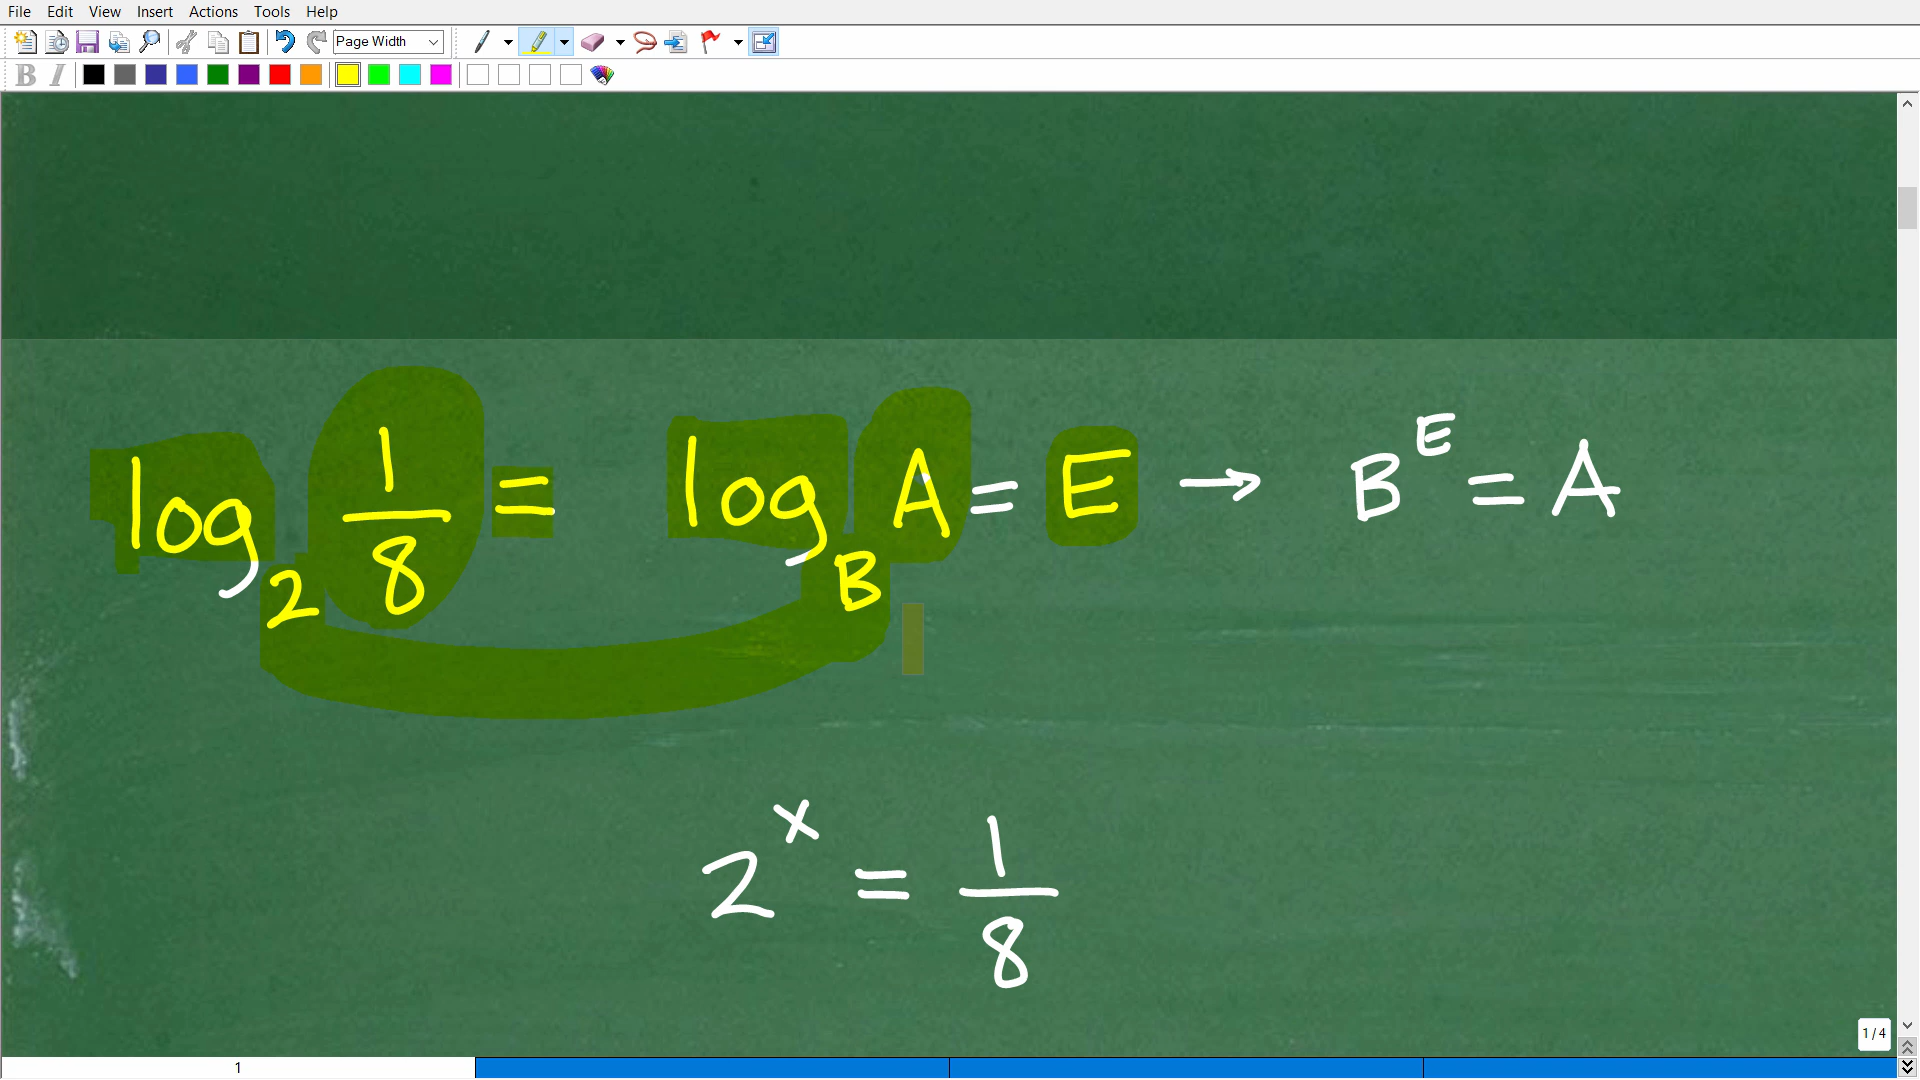 File Edit View Insert Actions Tools Help
Page Width
B I
log₂ 1/8 = log_B A = E → B^E = A
2^x = 1/8
1 / 4
1